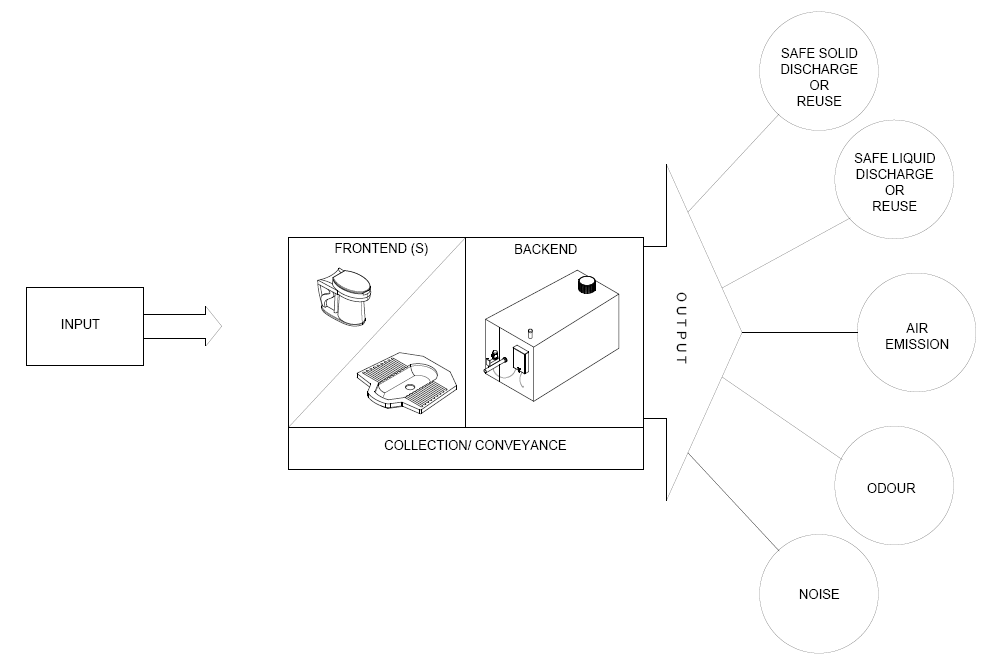 INPUT
FRONTEND (S)
BACKEND
COLLECTION/ CONVEYANCE
OUTPUT
SAFE SOLID
DISCHARGE
OR
REUSE
SAFE LIQUID
DISCHARGE
OR
REUSE
AIR
EMISSION
ODOUR
NOISE